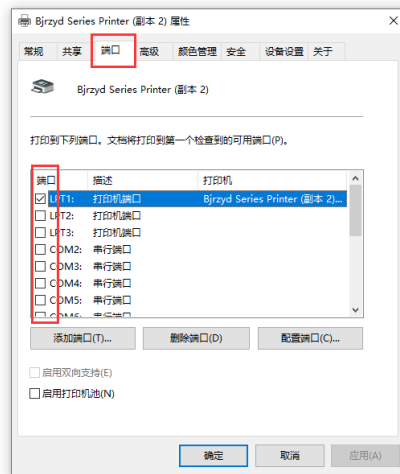 Bjrzyd Series Printer (副本 2) 属性
常规 共享 端口 高级 颜色管理 安全 设备设置 关于
Bjrzyd Series Printer (副本 2)
打印到下列端口。文档将打印到第一个检查到的可用端口(P)。
端口 描述 打印机
LPT1: 打印机端口 Bjrzyd Series Printer (副本 2)...
LPT2: 打印机端口
LPT3: 打印机端口
COM2: 串行端口
COM3: 串行端口
COM4: 串行端口
COM5: 串行端口
添加端口(T)... 删除端口(D) 配置端口(C)...
启用双向支持(E)
启用打印机池(N)
确定 取消 应用(A)